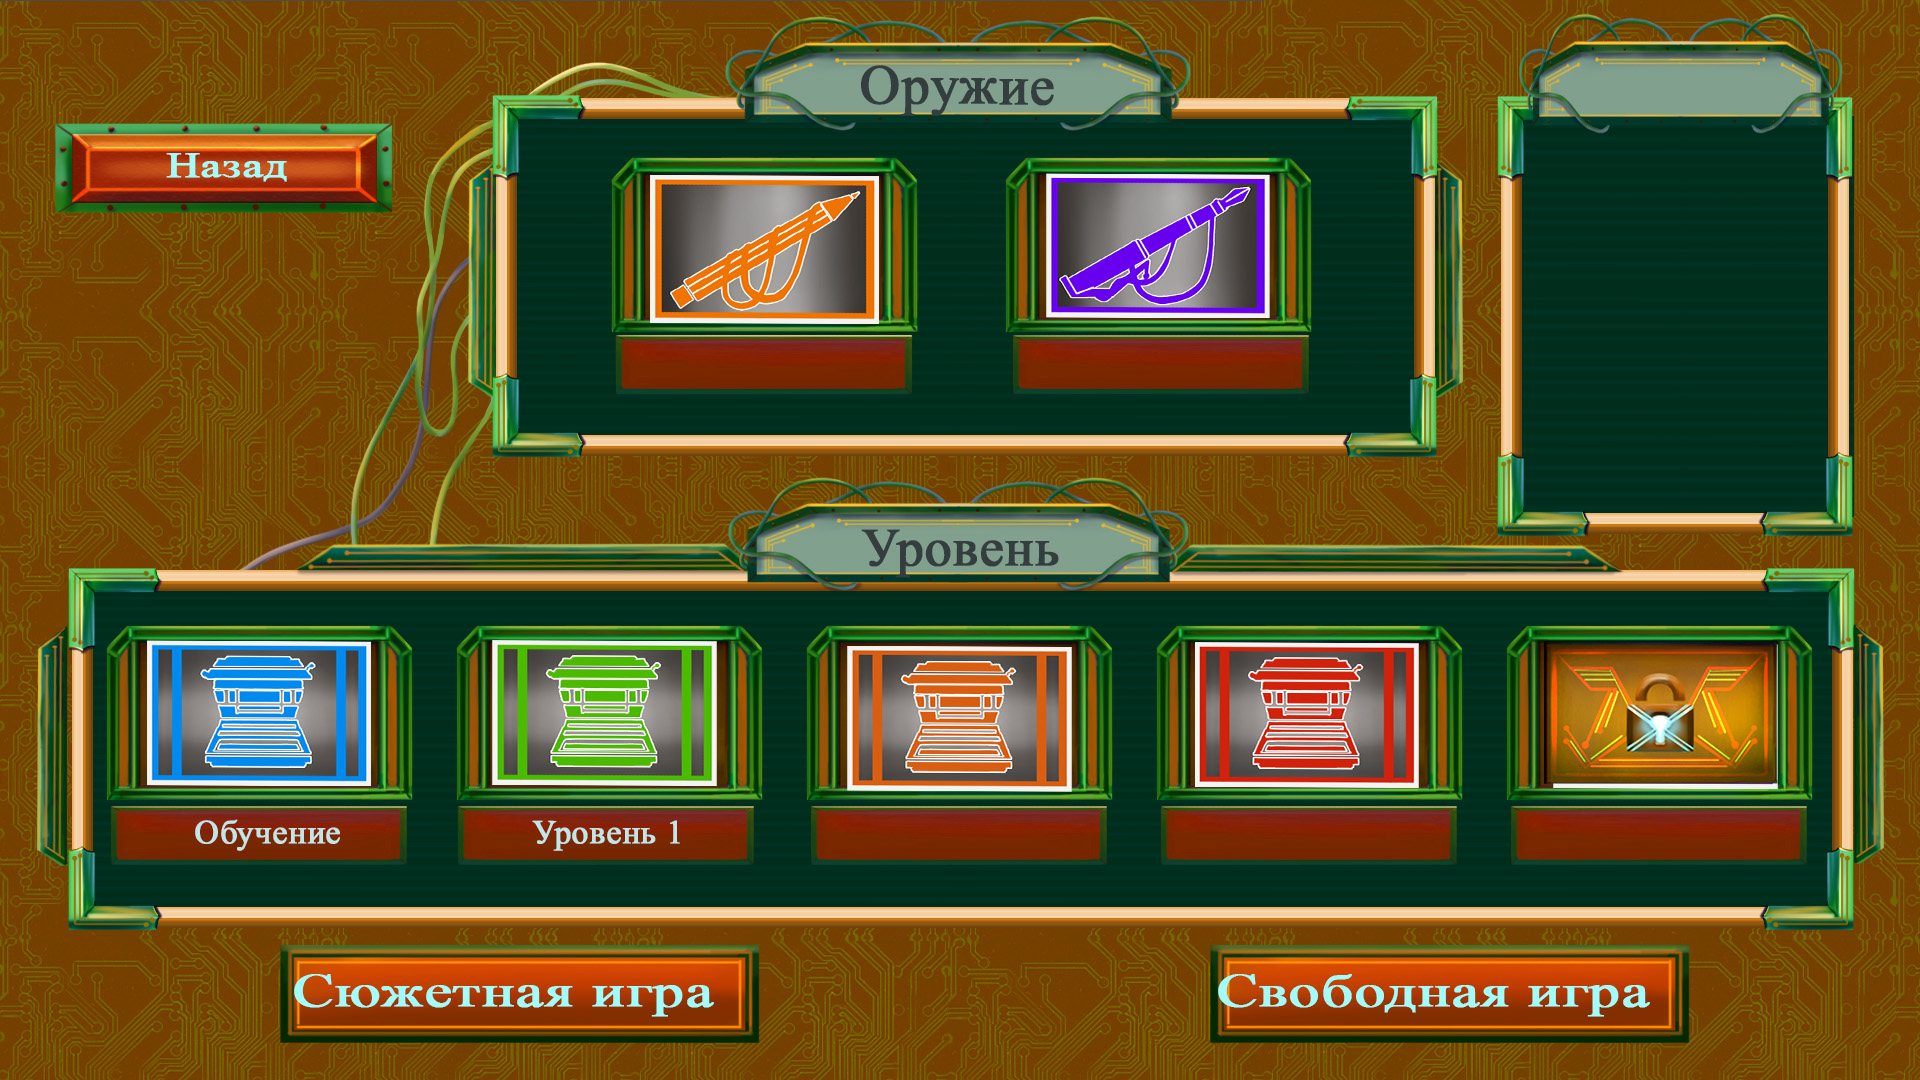 Оружие
Назад
Уровень
Обучение
Уровень 1
Сюжетная игра
Свободная игра